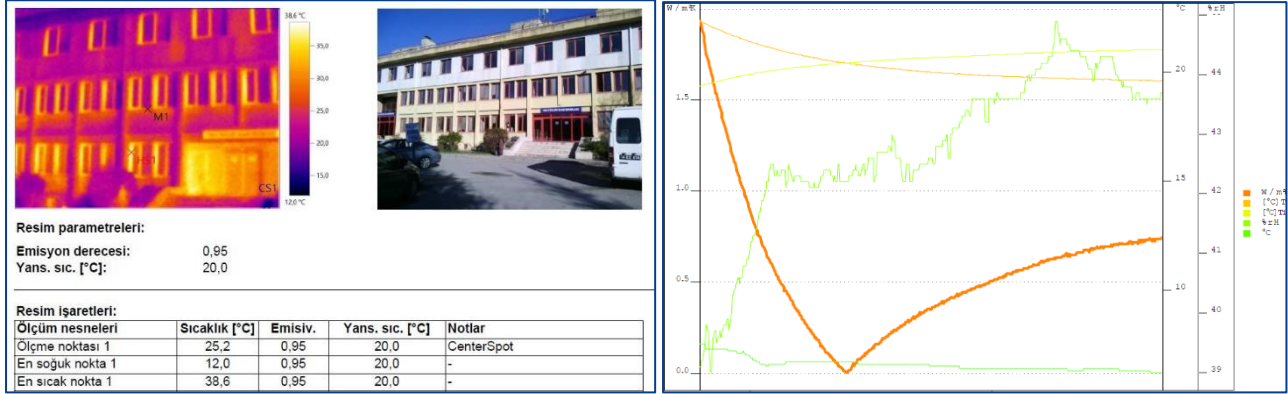 38,6 °C
35,0
30,0
25,0
20,0
15,0
12,0 °C
M1
HS1
CS1
Resim parametreleri:
Emisyon derecesi: 0,95
Yans. sıc. [°C]: 20,0
Resim işaretleri:
Ölçüm nesneleri Sıcaklık [°C] Emisiv. Yans. sıc. [°C] Notlar
Ölçme noktası 1 25,2 0,95 20,0 CenterSpot
En soğuk nokta 1 12,0 0,95 20,0 -
En sıcak nokta 1 38,6 0,95 20,0 -
°C %rH
1.5
1.0
0.5
0.0
20
15
10
44
43
42
41
40
39
[°C]T
[°C]T1
%rH
°C